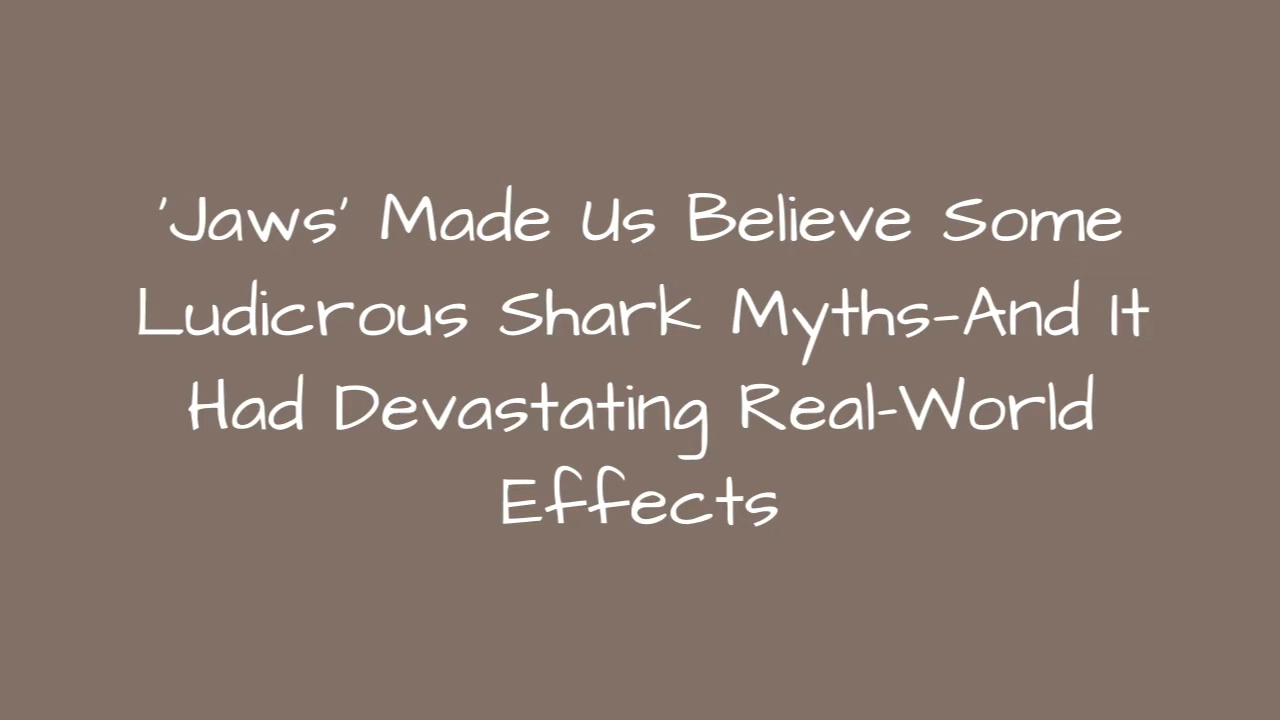 'Jaws' Made Us Believe Some
Ludicrous Shark Myths-And It
Had Devastating Real-World
Effects